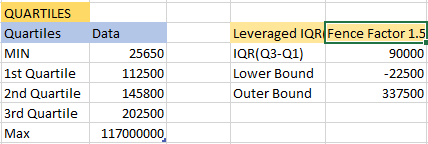 QUARTILES
Quartiles Data Leveraged IQR( Fence Factor 1.5
MIN 25650 IQR(Q3-Q1) 90000
1st Quartile 112500 Lower Bound -22500
2nd Quartile 145800 Outer Bound 337500
3rd Quartile 202500
Max 117000000